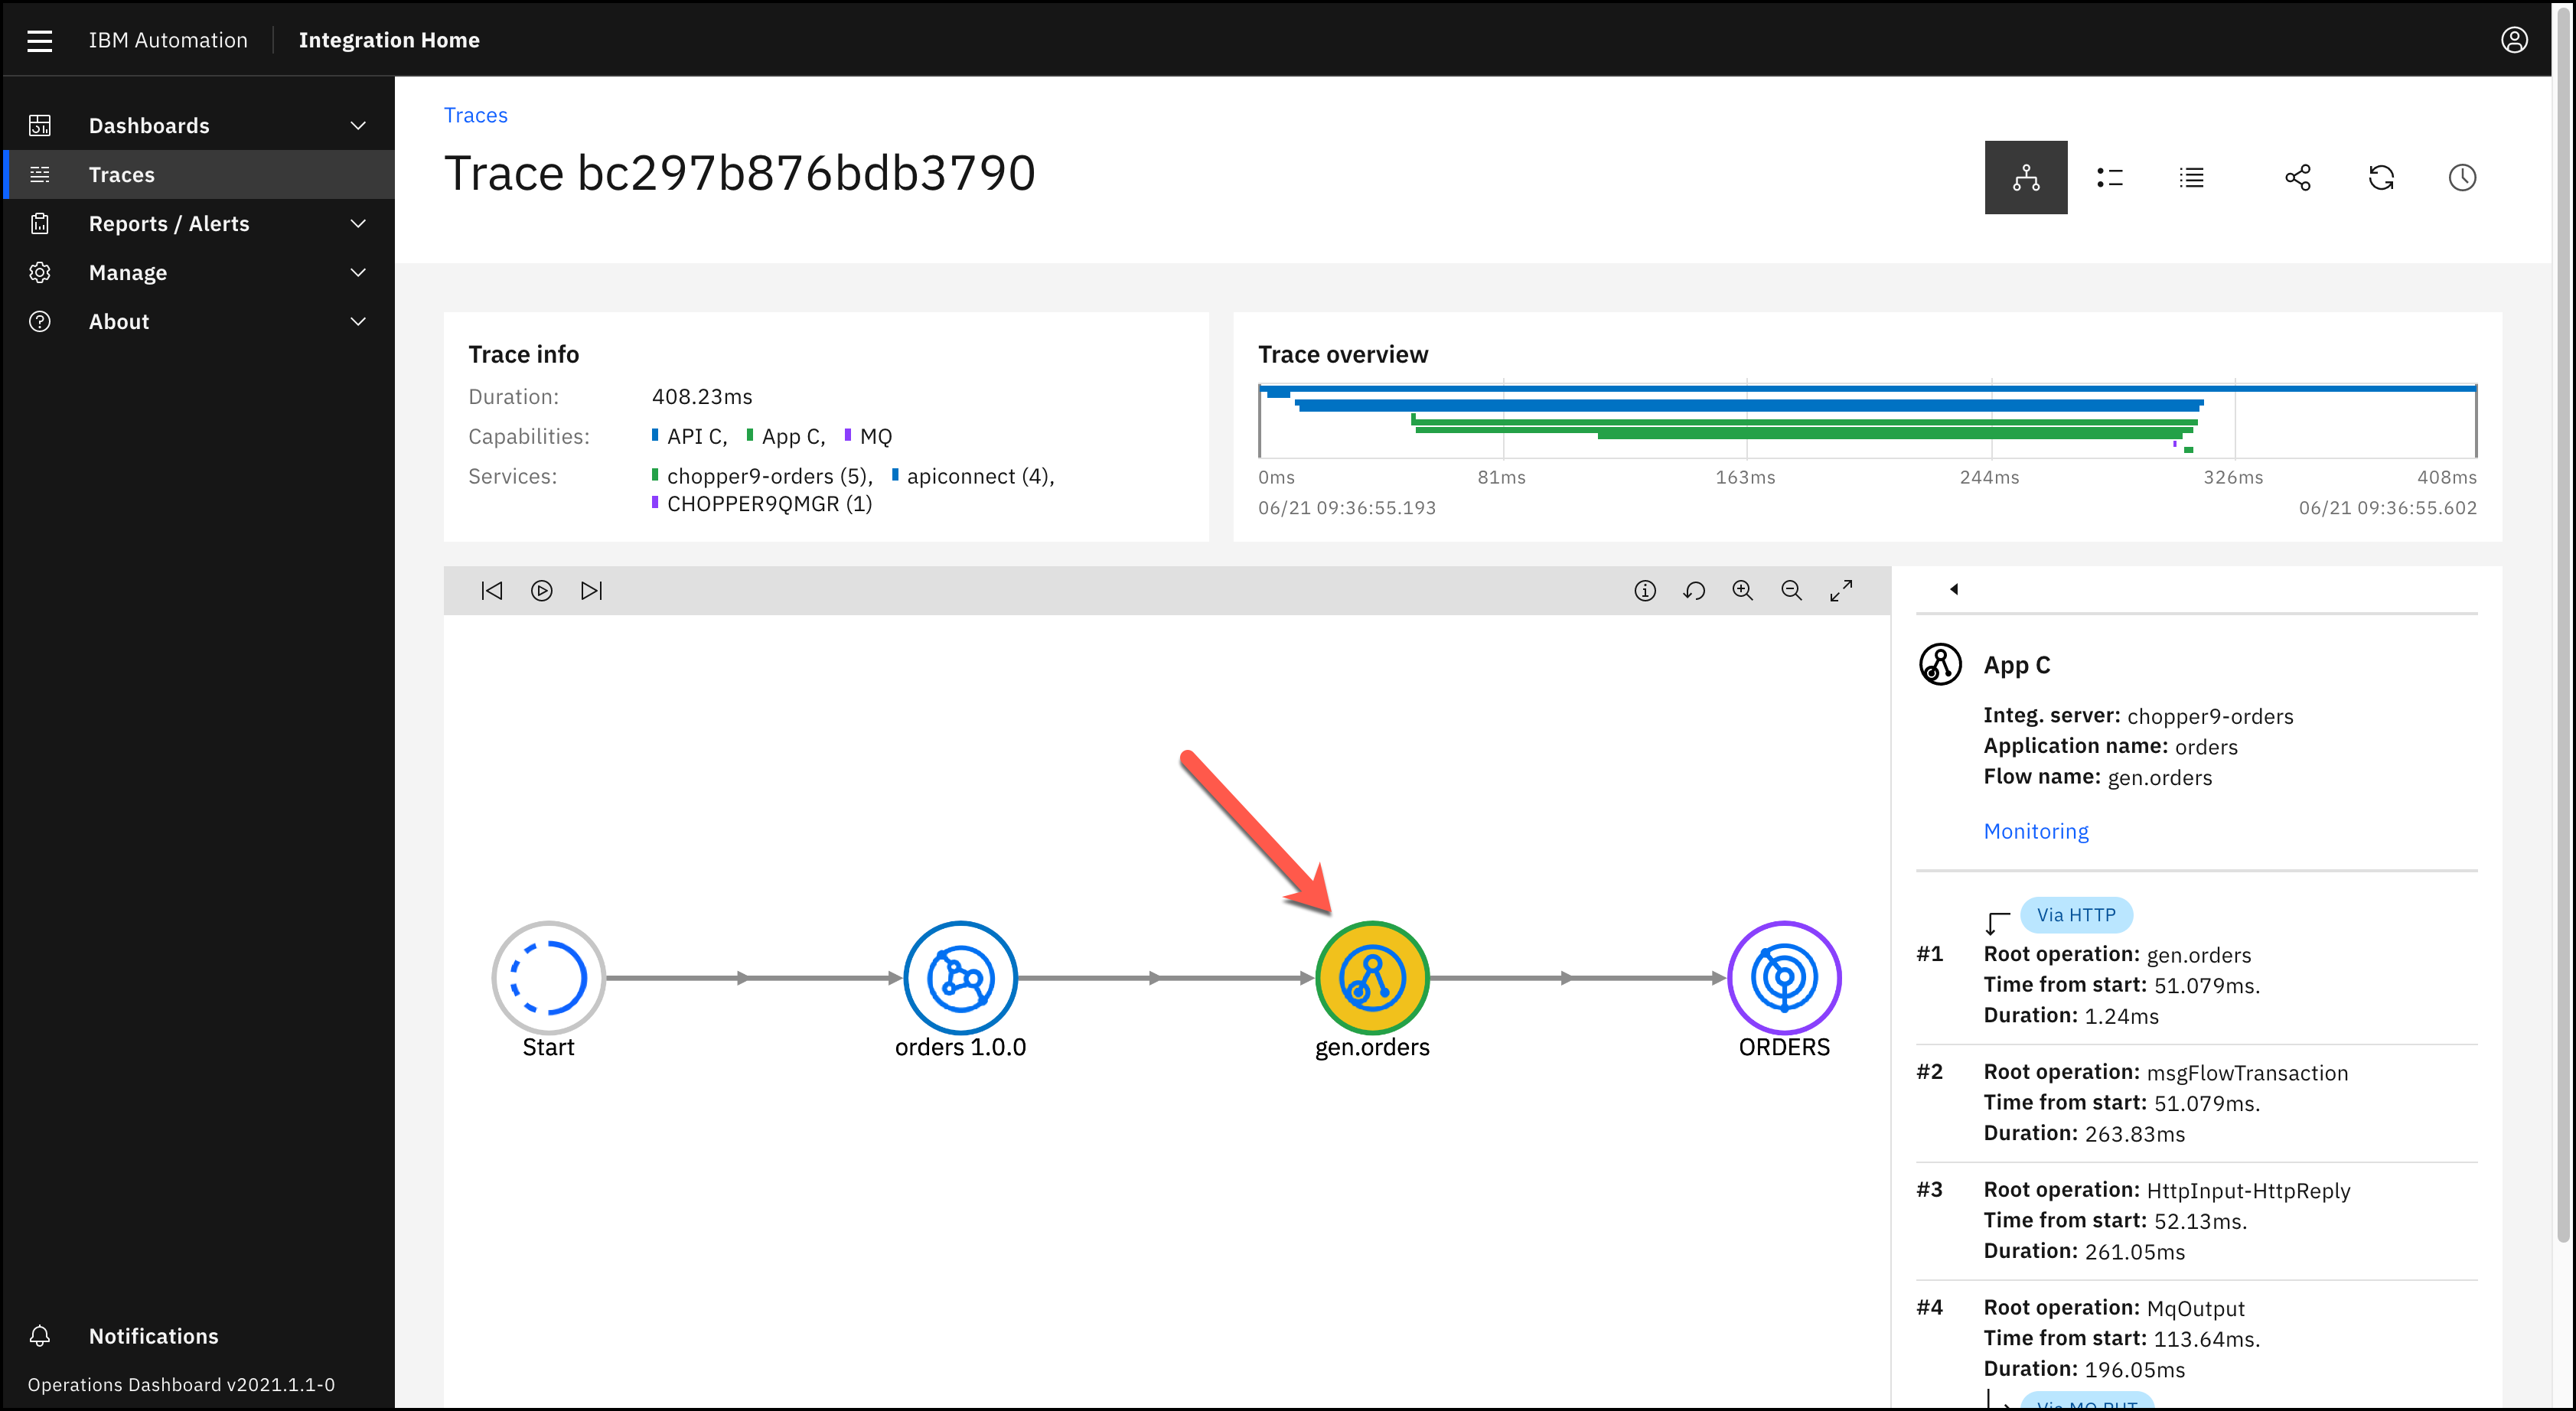 IBM Automation
Integration Home
Dashboards
Traces
Reports / Alerts
Manage
About
Notifications
Operations Dashboard v2021.1.1-0
Traces
Trace bc297b876bdb3790
Trace info
Duration: 408.23ms
Capabilities: API C, App C, MQ
Services: chopper9-orders (5), apiconnect (4),
CHOPPER9QMGR (1)
Trace overview
0ms 81ms 163ms 244ms 326ms 408ms
06/21 09:36:55.193 06/21 09:36:55.602
Start
orders 1.0.0
gen.orders
ORDERS
App C
Integ. server: chopper9-orders
Application name: orders
Flow name: gen.orders
Monitoring
Via HTTP
#1 Root operation: gen.orders
Time from start: 51.079ms.
Duration: 1.24ms
#2 Root operation: msgFlowTransaction
Time from start: 51.079ms.
Duration: 263.83ms
#3 Root operation: HttpInput-HttpReply
Time from start: 52.13ms.
Duration: 261.05ms
#4 Root operation: MqOutput
Time from start: 113.64ms.
Duration: 196.05ms
Via MQ PUT